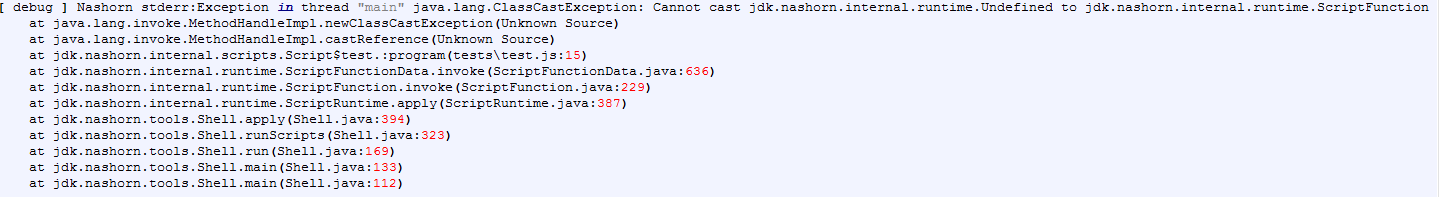 [ debug ] Nashorn stderr:Exception in thread "main" java.lang.ClassCastException: Cannot cast jdk.nashorn.internal.runtime.Undefined to jdk.nashorn.internal.runtime.ScriptFunction
at java.lang.invoke.MethodHandleImpl.newClassCastException(Unknown Source)
at java.lang.invoke.MethodHandleImpl.castReference(Unknown Source)
at jdk.nashorn.internal.scripts.Script$test.:program(tests\test.js:15)
at jdk.nashorn.internal.runtime.ScriptFunctionData.invoke(ScriptFunctionData.java:636)
at jdk.nashorn.internal.runtime.ScriptFunction.invoke(ScriptFunction.java:229)
at jdk.nashorn.internal.runtime.ScriptRuntime.apply(ScriptRuntime.java:387)
at jdk.nashorn.tools.Shell.apply(Shell.java:394)
at jdk.nashorn.tools.Shell.runScripts(Shell.java:323)
at jdk.nashorn.tools.Shell.run(Shell.java:169)
at jdk.nashorn.tools.Shell.main(Shell.java:133)
at jdk.nashorn.tools.Shell.main(Shell.java:112)